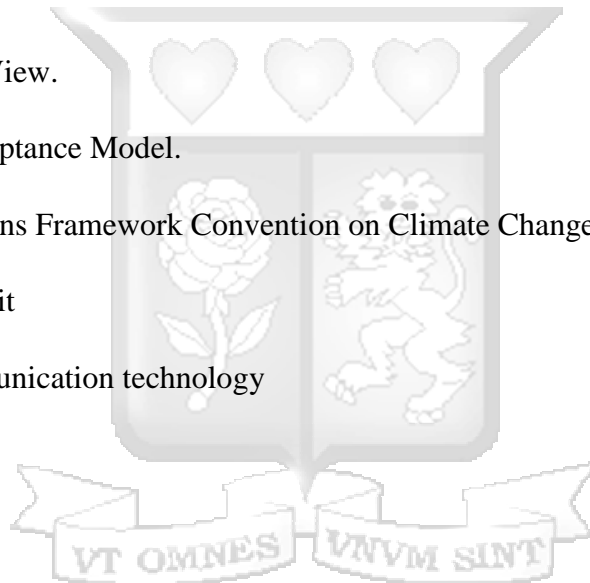 View.
ptance Model.
ns Framework Convention on Climate Change
it
unication technology
VT OMNES VNVM SINT